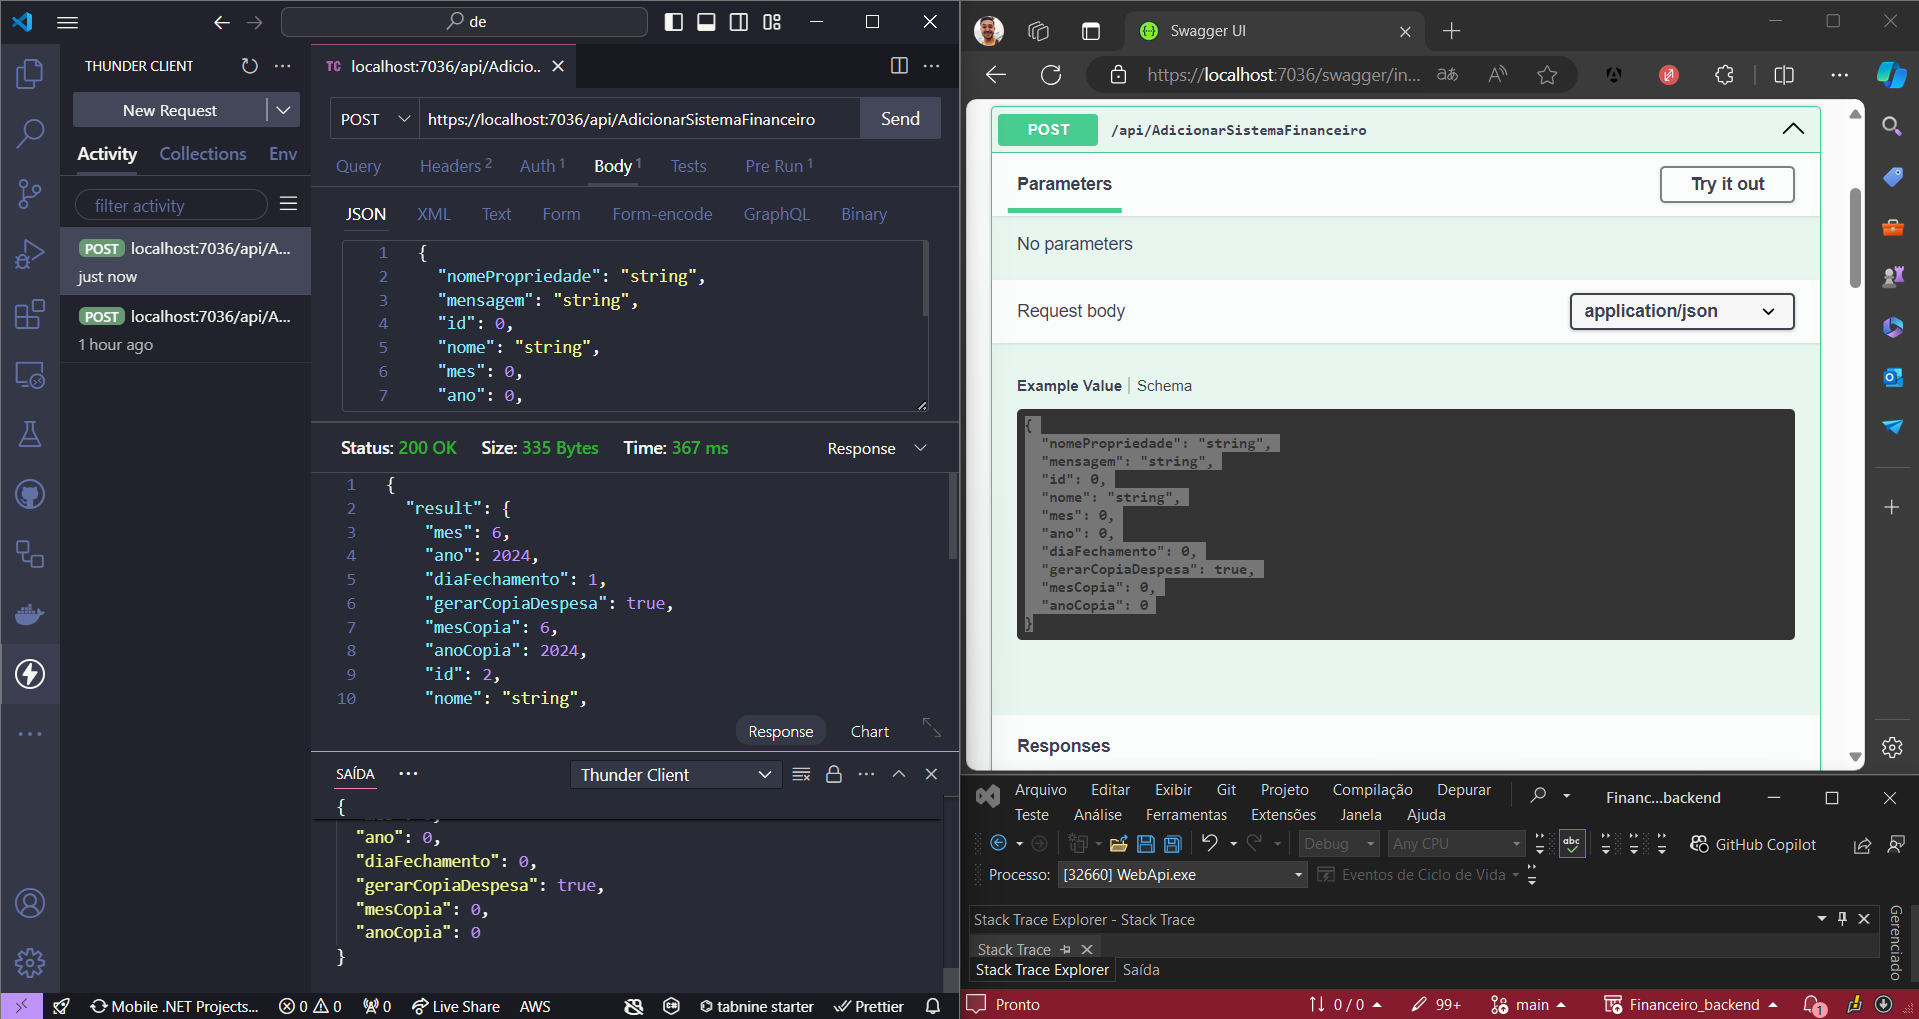 de
THUNDER CLIENT
New Request
Activity
Collections
Env
filter activity
POST localhost:7036/api/A...
just now
POST localhost:7036/api/A...
1 hour ago
TC localhost:7036/api/Adicio..
POST https://localhost:7036/api/AdicionarSistemaFinanceiro Send
Query Headers 2 Auth 1 Body 1 Tests Pre Run 1
JSON XML Text Form Form-encode GraphQL Binary
1 {
2 "nomePropriedade": "string",
3 "mensagem": "string",
4 "id": 0,
5 "nome": "string",
6 "mes": 0,
7 "ano": 0,
Status: 200 OK Size: 335 Bytes Time: 367 ms Response
1 {
2 "result": {
3 "mes": 6,
4 "ano": 2024,
5 "diaFechamento": 1,
6 "gerarCopiaDespesa": true,
7 "mesCopia": 6,
8 "anoCopia": 2024,
9 "id": 2,
10 "nome": "string",
Response Chart
SAÍDA
Thunder Client
{
"ano": 0,
"diaFechamento": 0,
"gerarCopiaDespesa": true,
"mesCopia": 0,
"anoCopia": 0
}
Mobile .NET Projects... 0 0 0 Live Share AWS tabnine starter Prettier
Swagger UI
https://localhost:7036/swagger/in...
POST /api/AdicionarSistemaFinanceiro
Parameters
Try it out
No parameters
Request body
application/json
Example Value | Schema
{
"nomePropriedade": "string",
"mensagem": "string",
"id": 0,
"nome": "string",
"mes": 0,
"ano": 0,
"diaFechamento": 0,
"gerarCopiaDespesa": true,
"mesCopia": 0,
"anoCopia": 0
}
Responses
Arquivo Editar Exibir Git Projeto Compilação Depurar
Teste Análise Ferramentas Extensões Janela Ajuda
Financ...backend
Debug Any CPU abc GitHub Copilot
Processo: [32660] WebApi.exe Eventos de Ciclo de Vida
Stack Trace Explorer - Stack Trace
Stack Trace
Stack Trace Explorer Saída
Gerenciado
Pronto 0 / 0 99+ main Financeiro_backend 1